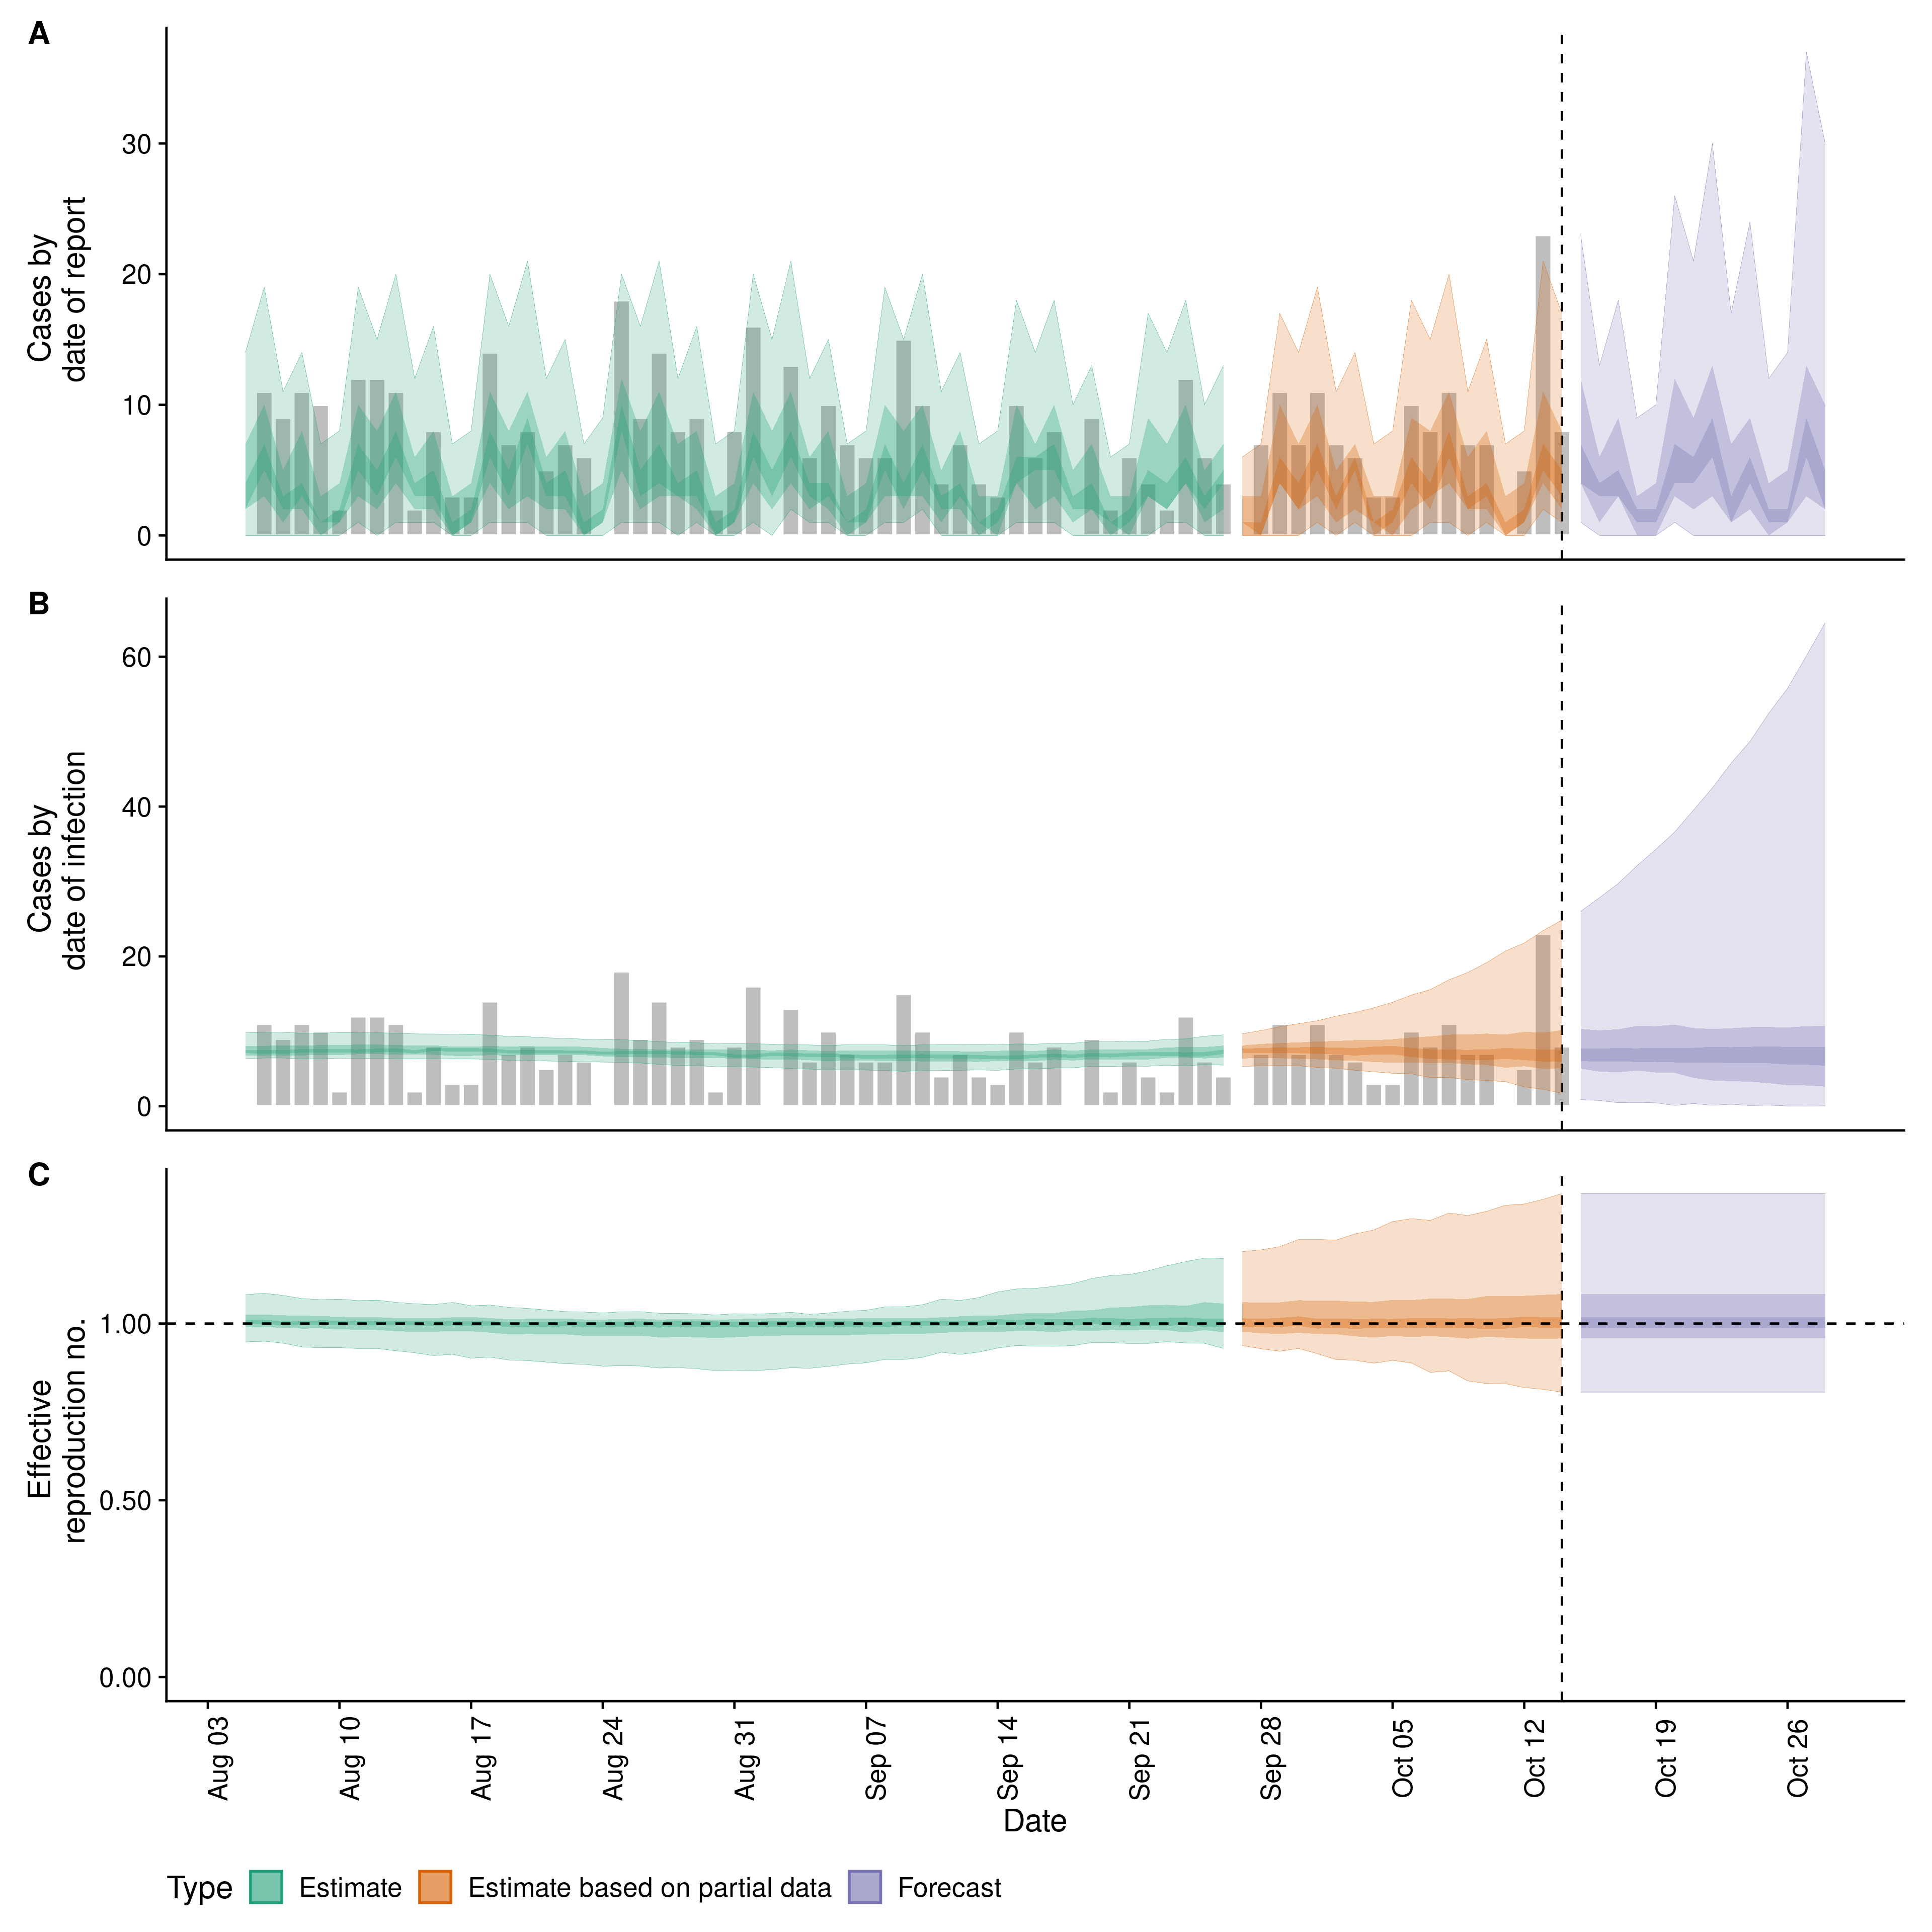 A
Cases by
date of report
30
20
10
0
B
Cases by
date of infection
60
40
20
0
C
Effective
reproduction no.
1.00
0.50
0.00
Aug 03
Aug 10
Aug 17
Aug 24
Aug 31
Sep 07
Sep 14
Sep 21
Sep 28
Oct 05
Oct 12
Oct 19
Oct 26
Date
Type Estimate Estimate based on partial data Forecast